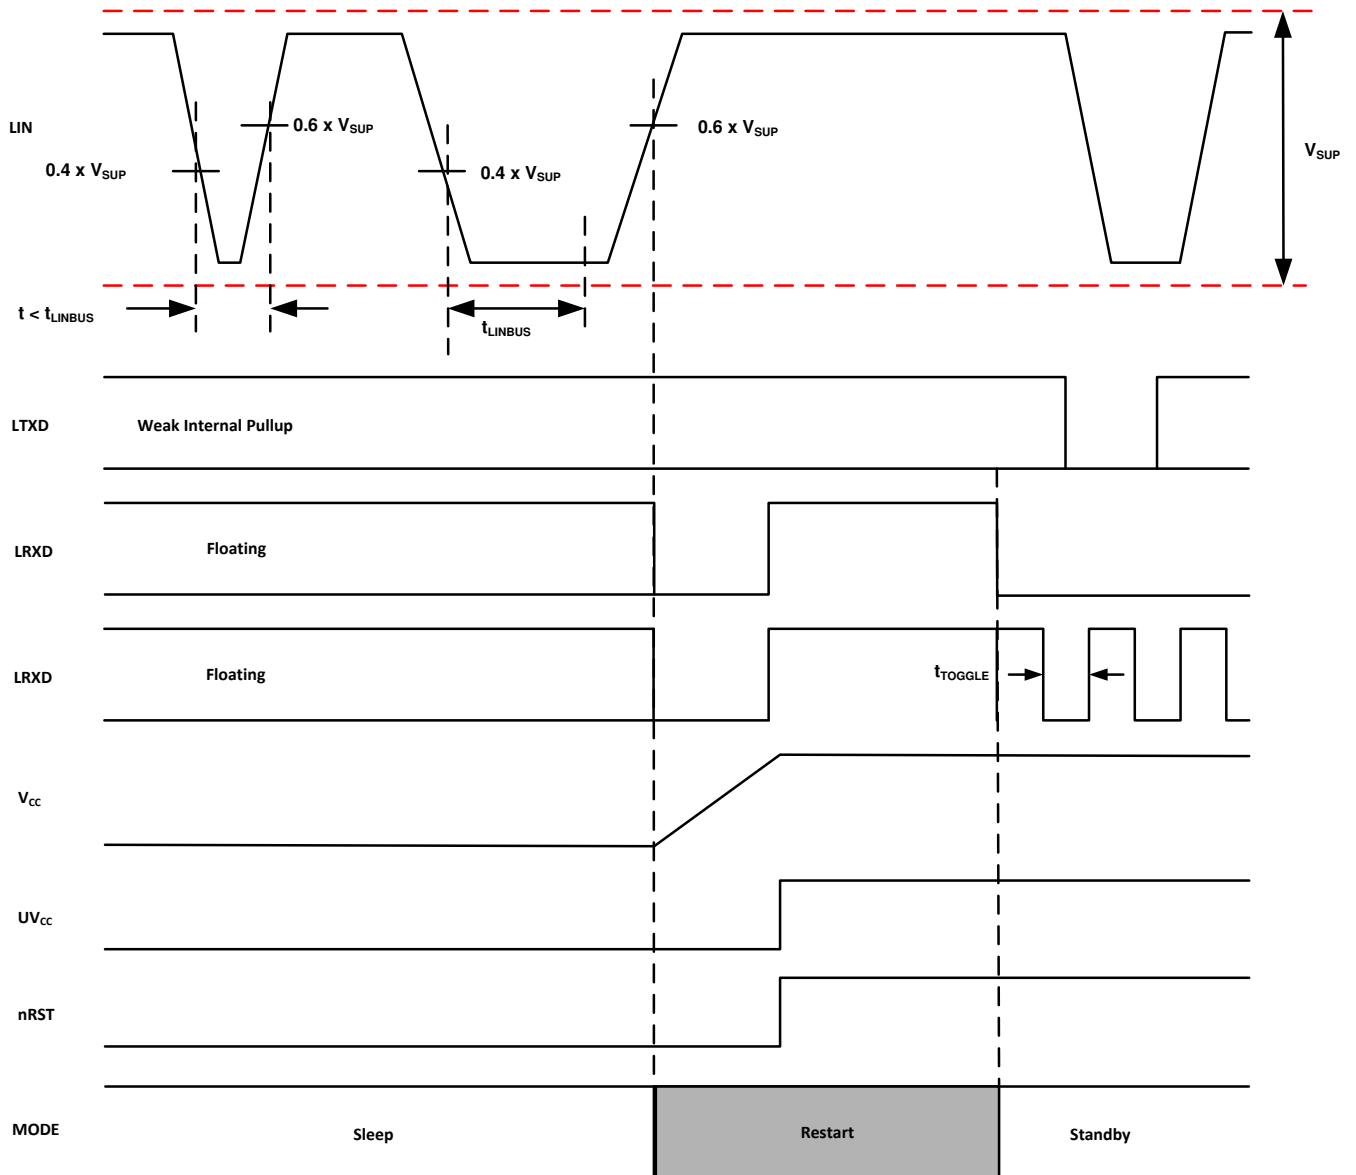 LIN
0.6 x VSUP
0.6 x VSUP
0.4 x VSUP
0.4 x VSUP
VSUP
t < tLINBUS
tLINBUS
LTXD
Weak Internal Pullup
LRXD
Floating
LRXD
Floating
tTOGGLE
VCC
UVCC
nRST
MODE
Sleep
Restart
Standby